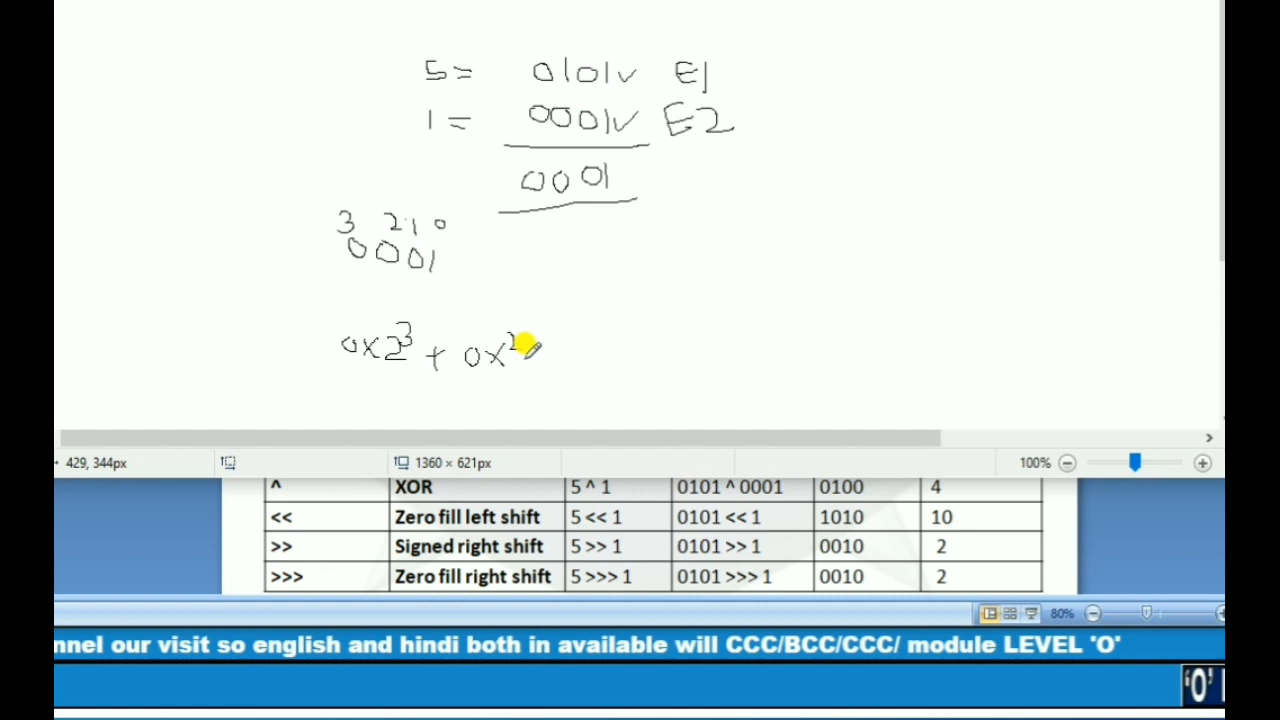 5 = 0101 E1
1 = 0001 E2
0001
3 2 1 0
0001
0x2³ + 0x²
429, 344px 1360 × 621px 100%
^ XOR 5 ^ 1 0101 ^ 0001 0100 4
<< Zero fill left shift 5 << 1 0101 << 1 1010 10
>> Signed right shift 5 >> 1 0101 >> 1 0010 2
>>> Zero fill right shift 5 >>> 1 0101 >>> 1 0010 2
80%
nnel our visit so english and hindi both in available will CCC/BCC/CCC/ module LEVEL 'O'
'O'